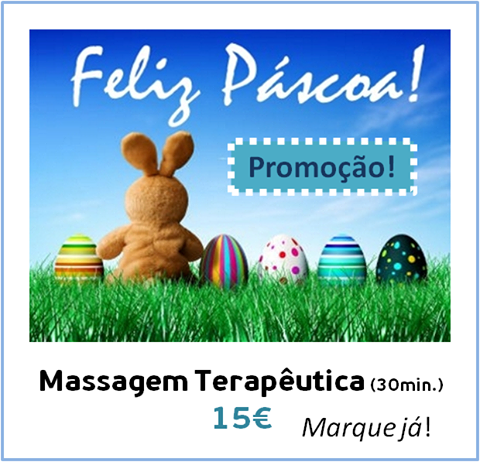 Feliz Páscoa!
Promoção!
Massagem Terapêutica (30min.)
15€ Marque já!